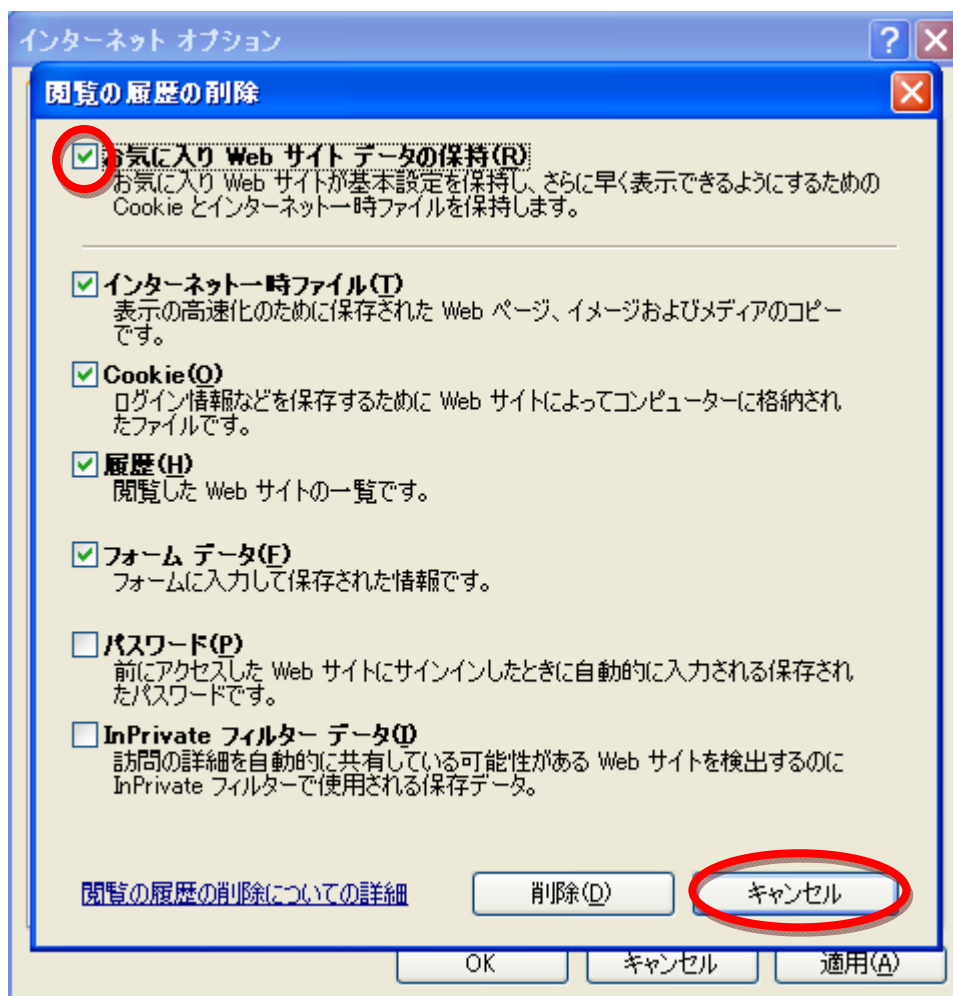 インターネット オプション
閲覧の履歴の削除
お気に入り Web サイト データの保持(R)
お気に入り Web サイトが基本設定を保持し、さらに早く表示できるようにするための
Cookie とインターネット一時ファイルを保持します。
インターネット一時ファイル(T)
表示の高速化のために保存された Web ページ、イメージおよびメディアのコピー
です。
Cookie(O)
ログイン情報などを保存するために Web サイトによってコンピューターに格納され
たファイルです。
履歴(H)
閲覧した Web サイトの一覧です。
フォーム データ(F)
フォームに入力して保存された情報です。
パスワード(P)
前にアクセスした Web サイトにサインインしたときに自動的に入力される保存され
たパスワードです。
InPrivate フィルター データ(I)
訪問の詳細を自動的に共有している可能性がある Web サイトを検出するのに
InPrivate フィルターで使用される保存データ。
閲覧の履歴の削除についての詳細
削除(D)
キャンセル
OK
キャンセル
適用(A)